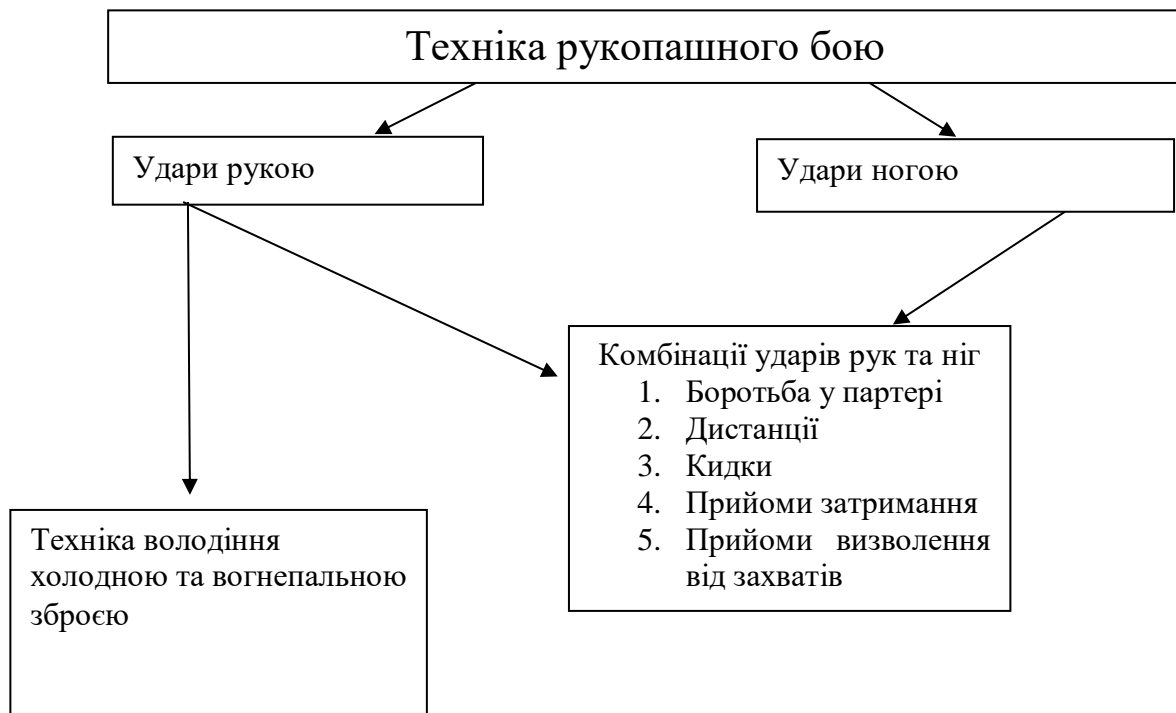 Техніка рукопашного бою
Удари рукою
Удари ногою
Комбінації ударів рук та ніг
1. Боротьба у партері
2. Дистанції
3. Кидки
4. Прийоми затримання
5. Прийоми визволення
від захватів
Техніка володіння
холодною та вогнепальною
зброєю